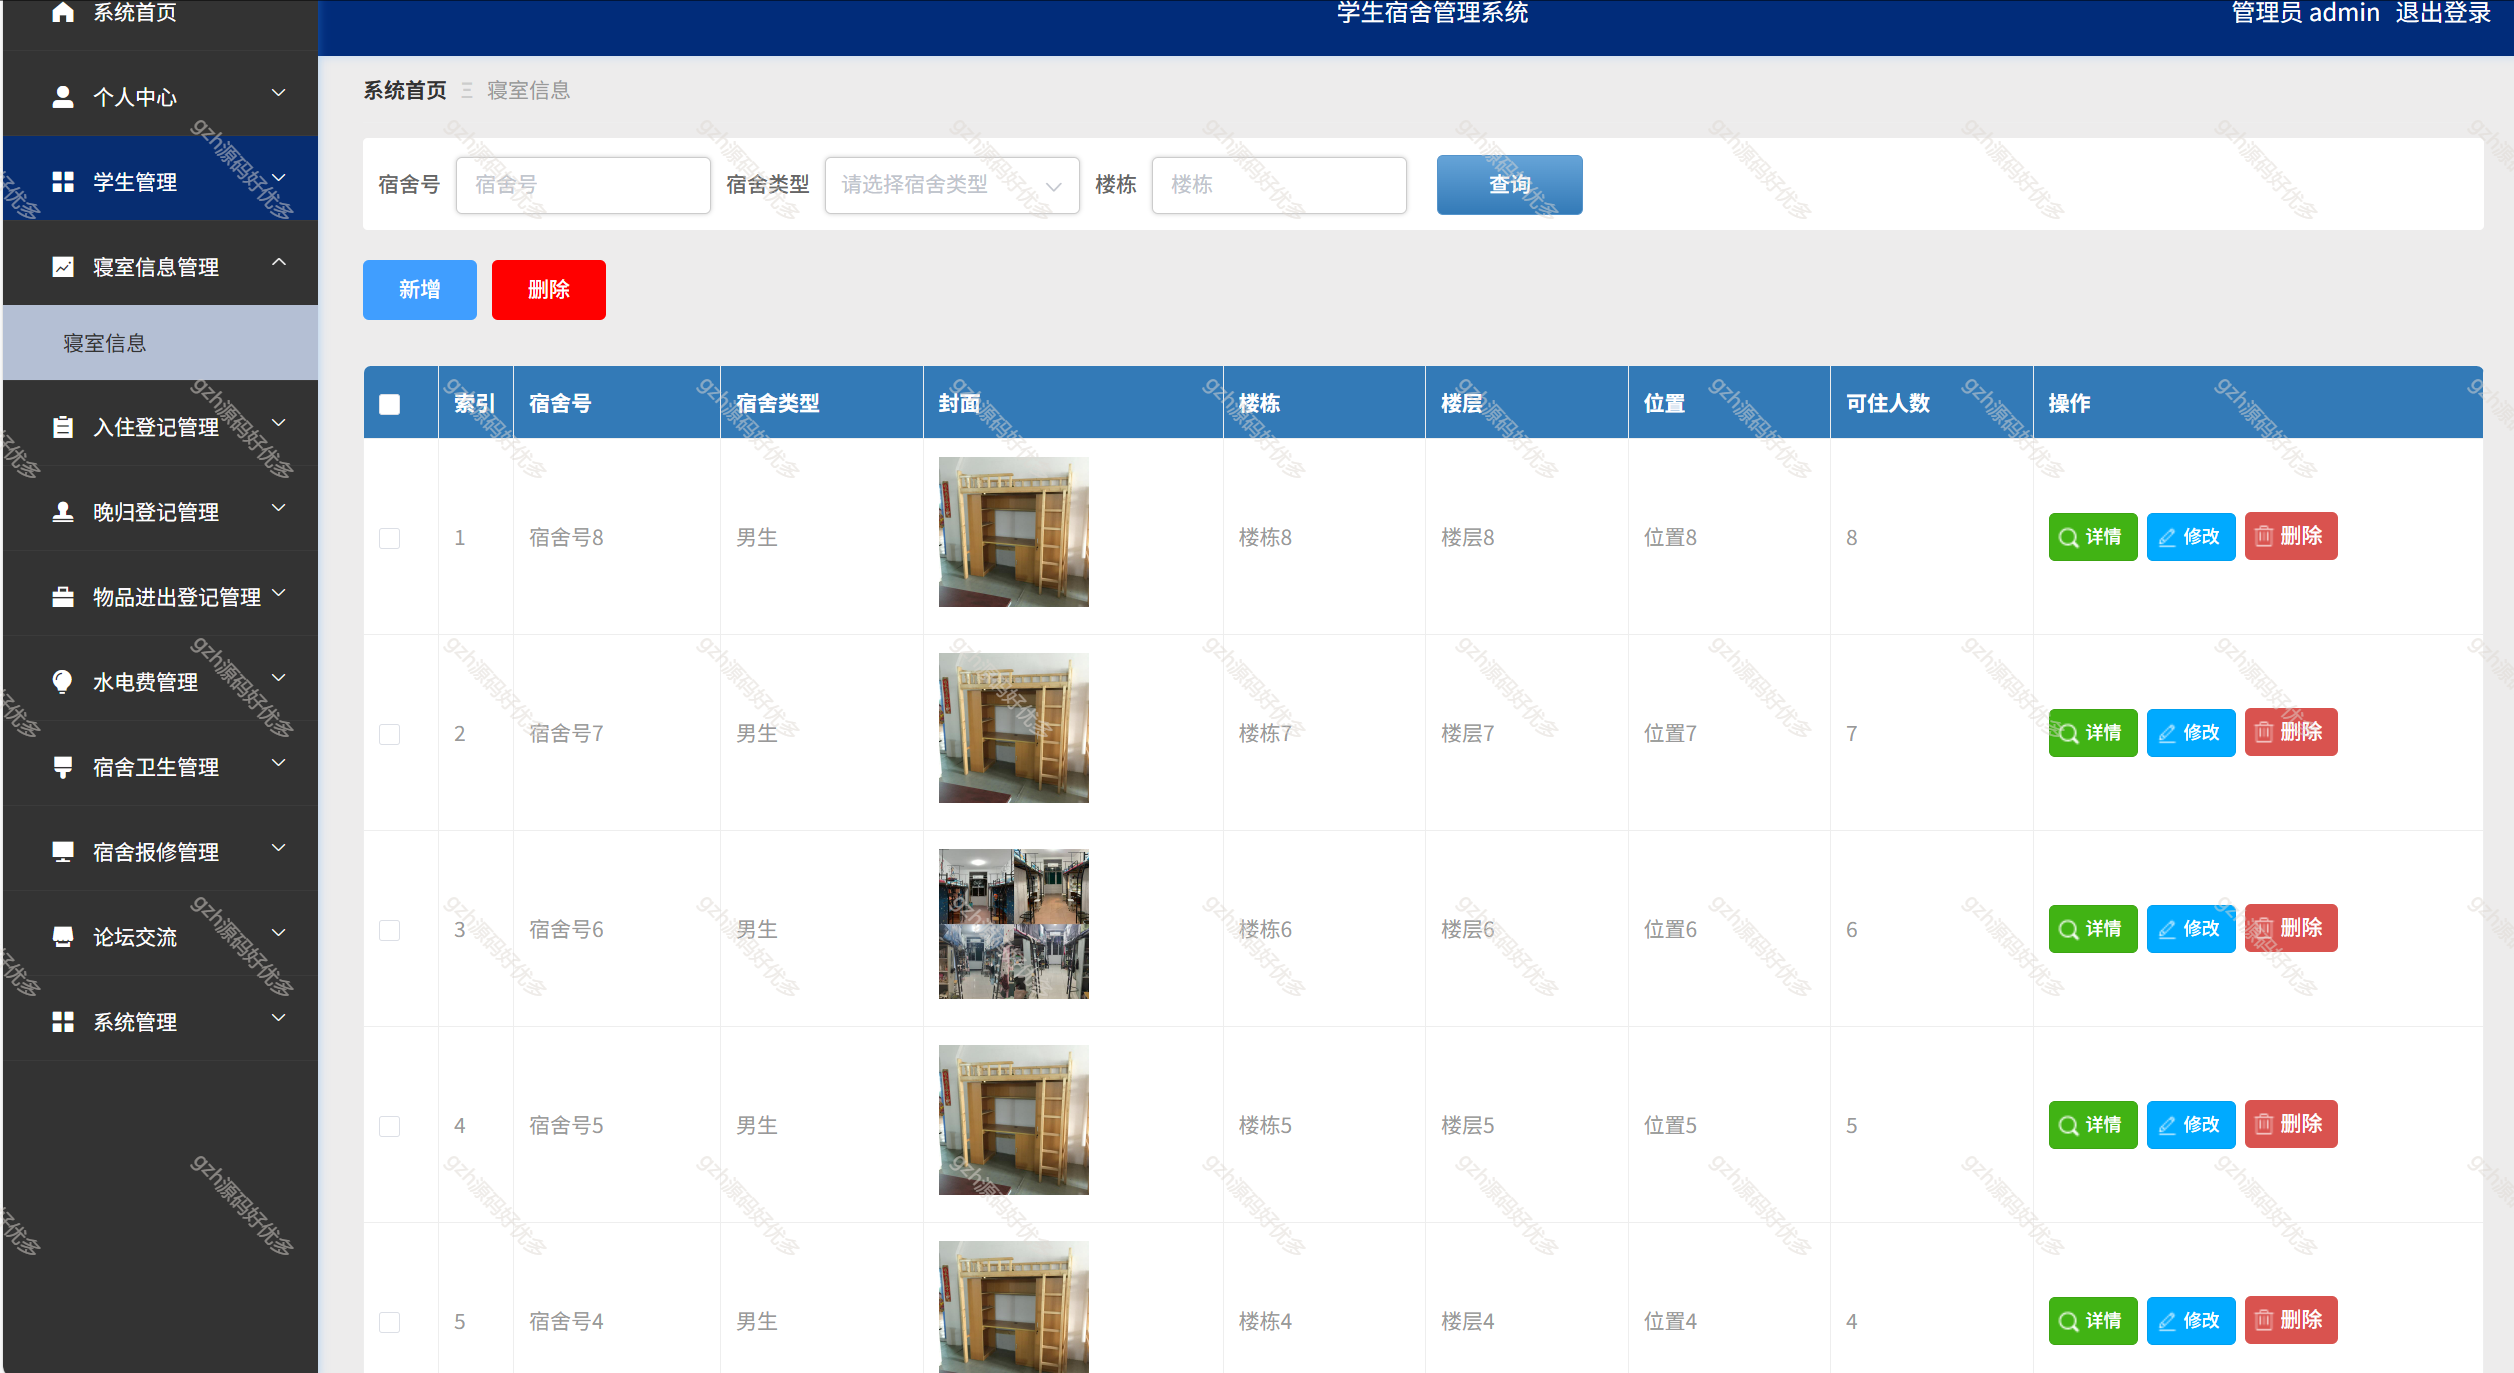 系统首页
学生宿舍管理系统
管理员 admin 退出登录
个人中心
学生管理
寝室信息管理
寝室信息
入住登记管理
晚归登记管理
物品进出登记管理
水电费管理
宿舍卫生管理
宿舍报修管理
论坛交流
系统管理
系统首页 寝室信息
宿舍号 宿舍号 宿舍类型 请选择宿舍类型 楼栋 楼栋 查询
新增 删除
索引 宿舍号 宿舍类型 封面 楼栋 楼层 位置 可住人数 操作
1 宿舍号8 男生 楼栋8 楼层8 位置8 8 详情 修改 删除
2 宿舍号7 男生 楼栋7 楼层7 位置7 7 详情 修改 删除
3 宿舍号6 男生 楼栋6 楼层6 位置6 6 详情 修改 删除
4 宿舍号5 男生 楼栋5 楼层5 位置5 5 详情 修改 删除
5 宿舍号4 男生 楼栋4 楼层4 位置4 4 详情 修改 删除
gzh源码好优多